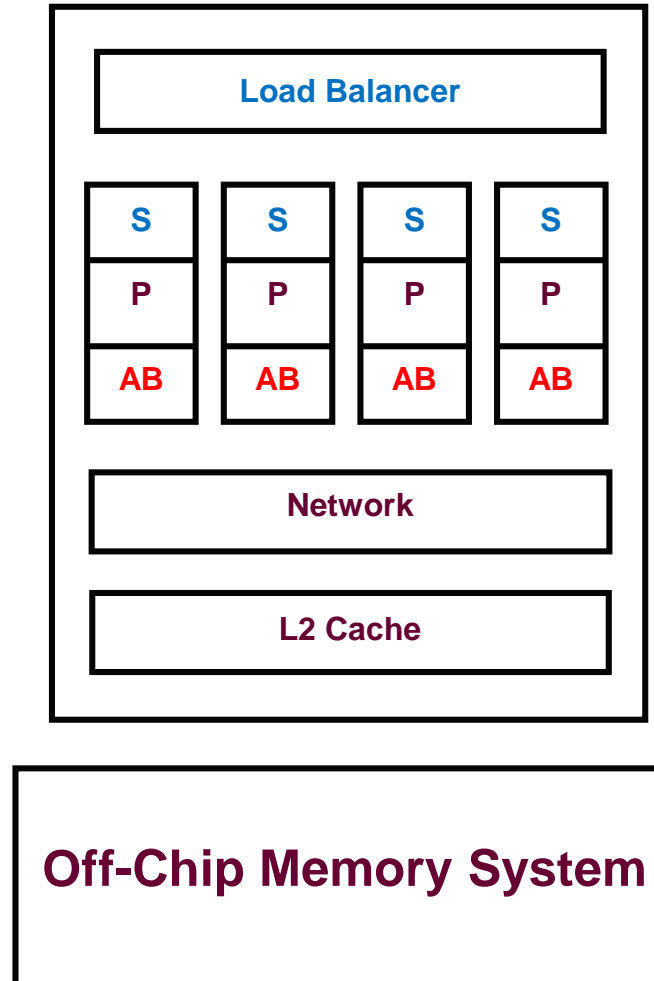 Load Balancer
S S S S
P P P P
AB AB AB AB
Network
L2 Cache
Off-Chip Memory System